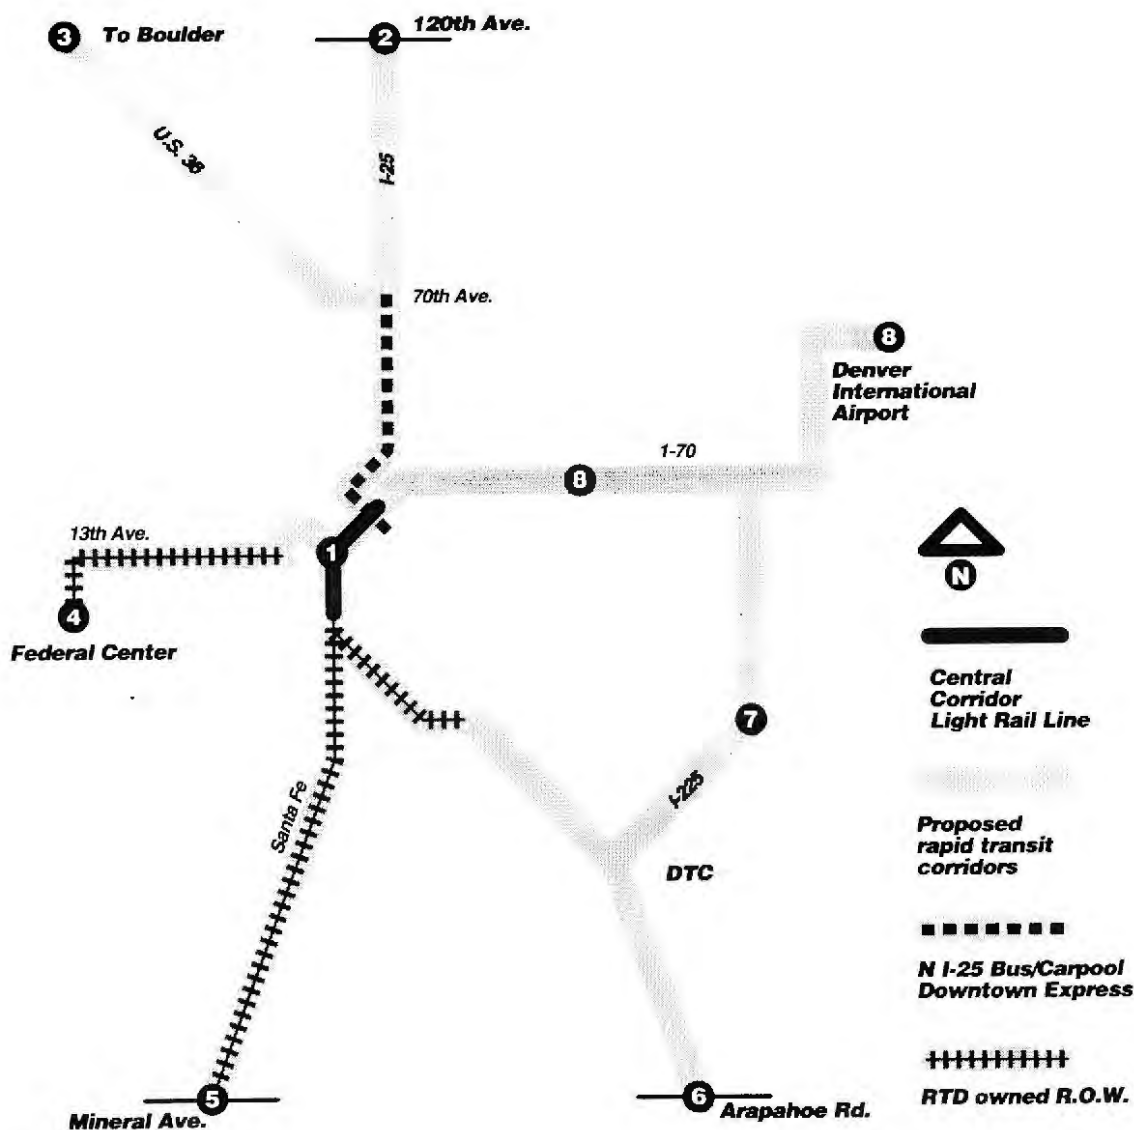 3 To Boulder
2 120th Ave.
U.S. 36
I-25
70th Ave.
8
Denver
International
Airport
1-70
8
13th Ave.
1
4
Federal Center
N
Central
Corridor
Light Rail Line
7
I-225
Santa Fe
DTC
Proposed
rapid transit
corridors
N I-25 Bus/Carpool
Downtown Express
RTD owned R.O.W.
5
Mineral Ave.
6
Arapahoe Rd.